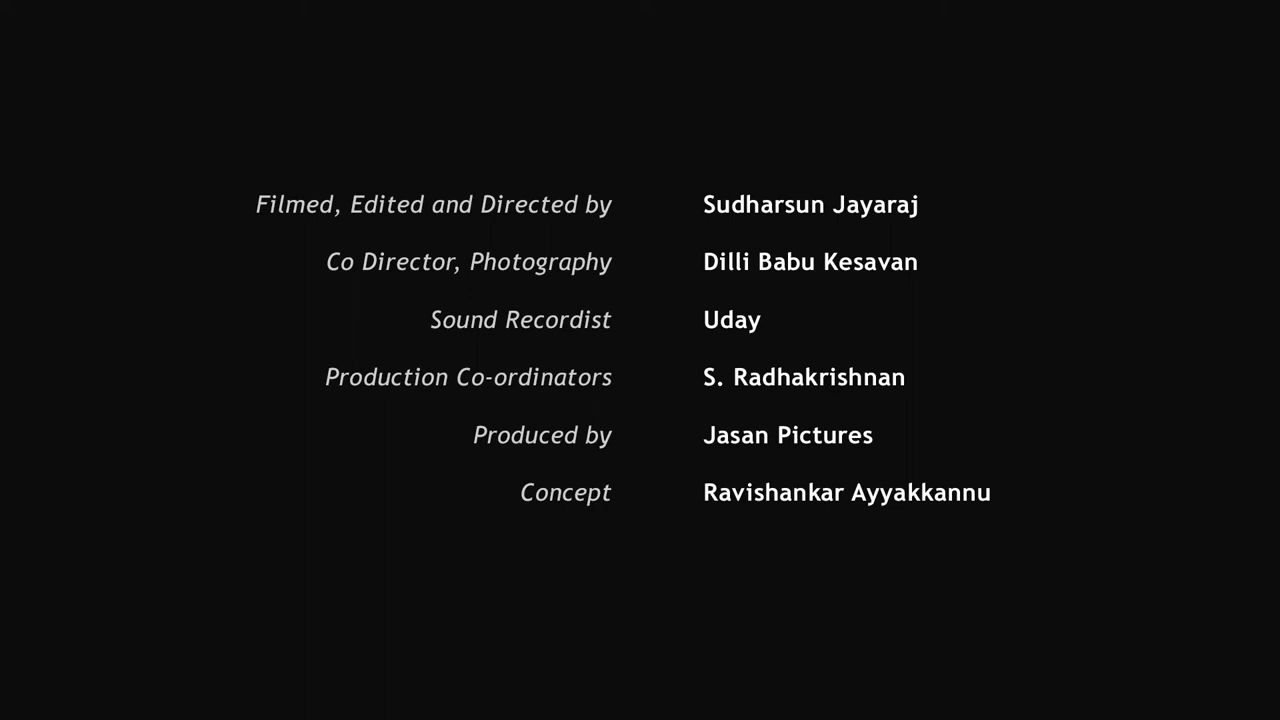 Filmed, Edited and Directed by Sudharsun Jayaraj
Co Director, Photography Dilli Babu Kesavan
Sound Recordist Uday
Production Co-ordinators S. Radhakrishnan
Produced by Jasan Pictures
Concept Ravishankar Ayyakkannu